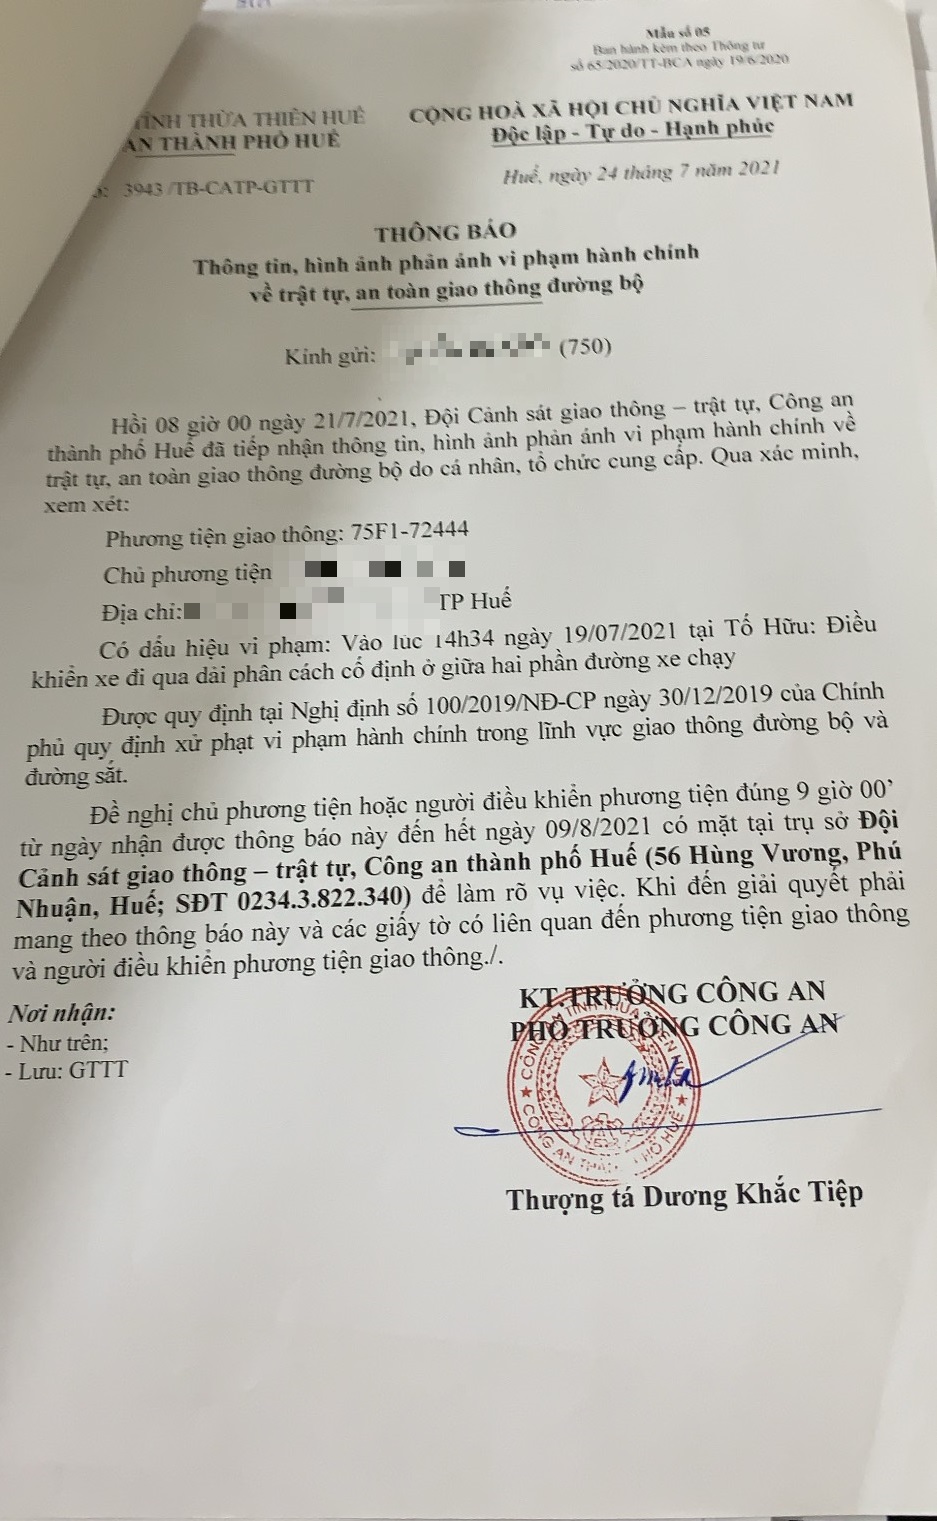 Mẫu số 05
Ban hành kèm theo Thông tư
số 65/2020/TT-BCA ngày 19/6/2020
TỈNH THỪA THIÊN HUẾ
AN THÀNH PHỐ HUẾ
3943 /TB-CATP-GTTT
CỘNG HOÀ XÃ HỘI CHỦ NGHĨA VIỆT NAM
Độc lập - Tự do - Hạnh phúc
Huế, ngày 24 tháng 7 năm 2021
THÔNG BÁO
Thông tin, hình ảnh phản ánh vi phạm hành chính
về trật tự, an toàn giao thông đường bộ
Kính gửi: (750)
Hồi 08 giờ 00 ngày 21/7/2021, Đội Cảnh sát giao thông – trật tự, Công an
thành phố Huế đã tiếp nhận thông tin, hình ảnh phản ánh vi phạm hành chính về
trật tự, an toàn giao thông đường bộ do cá nhân, tổ chức cung cấp. Qua xác minh,
xem xét:
Phương tiện giao thông: 75F1-72444
Chủ phương tiện
Địa chỉ: TP Huế
Có dấu hiệu vi phạm: Vào lúc 14h34 ngày 19/07/2021 tại Tố Hữu: Điều
khiển xe đi qua dải phân cách cố định ở giữa hai phần đường xe chạy
Được quy định tại Nghị định số 100/2019/NĐ-CP ngày 30/12/2019 của Chính
phủ quy định xử phạt vi phạm hành chính trong lĩnh vực giao thông đường bộ và
đường sắt.
Đề nghị chủ phương tiện hoặc người điều khiển phương tiện đúng 9 giờ 00’
từ ngày nhận được thông báo này đến hết ngày 09/8/2021 có mặt tại trụ sở Đội
Cảnh sát giao thông – trật tự, Công an thành phố Huế (56 Hùng Vương, Phú
Nhuận, Huế; SĐT 0234.3.822.340) để làm rõ vụ việc. Khi đến giải quyết phải
mang theo thông báo này và các giấy tờ có liên quan đến phương tiện giao thông
và người điều khiển phương tiện giao thông./.
Nơi nhận:
- Như trên;
- Lưu: GTTT
KT.TRƯỞNG CÔNG AN
PHÓ TRƯỞNG CÔNG AN
Thượng tá Dương Khắc Tiệp